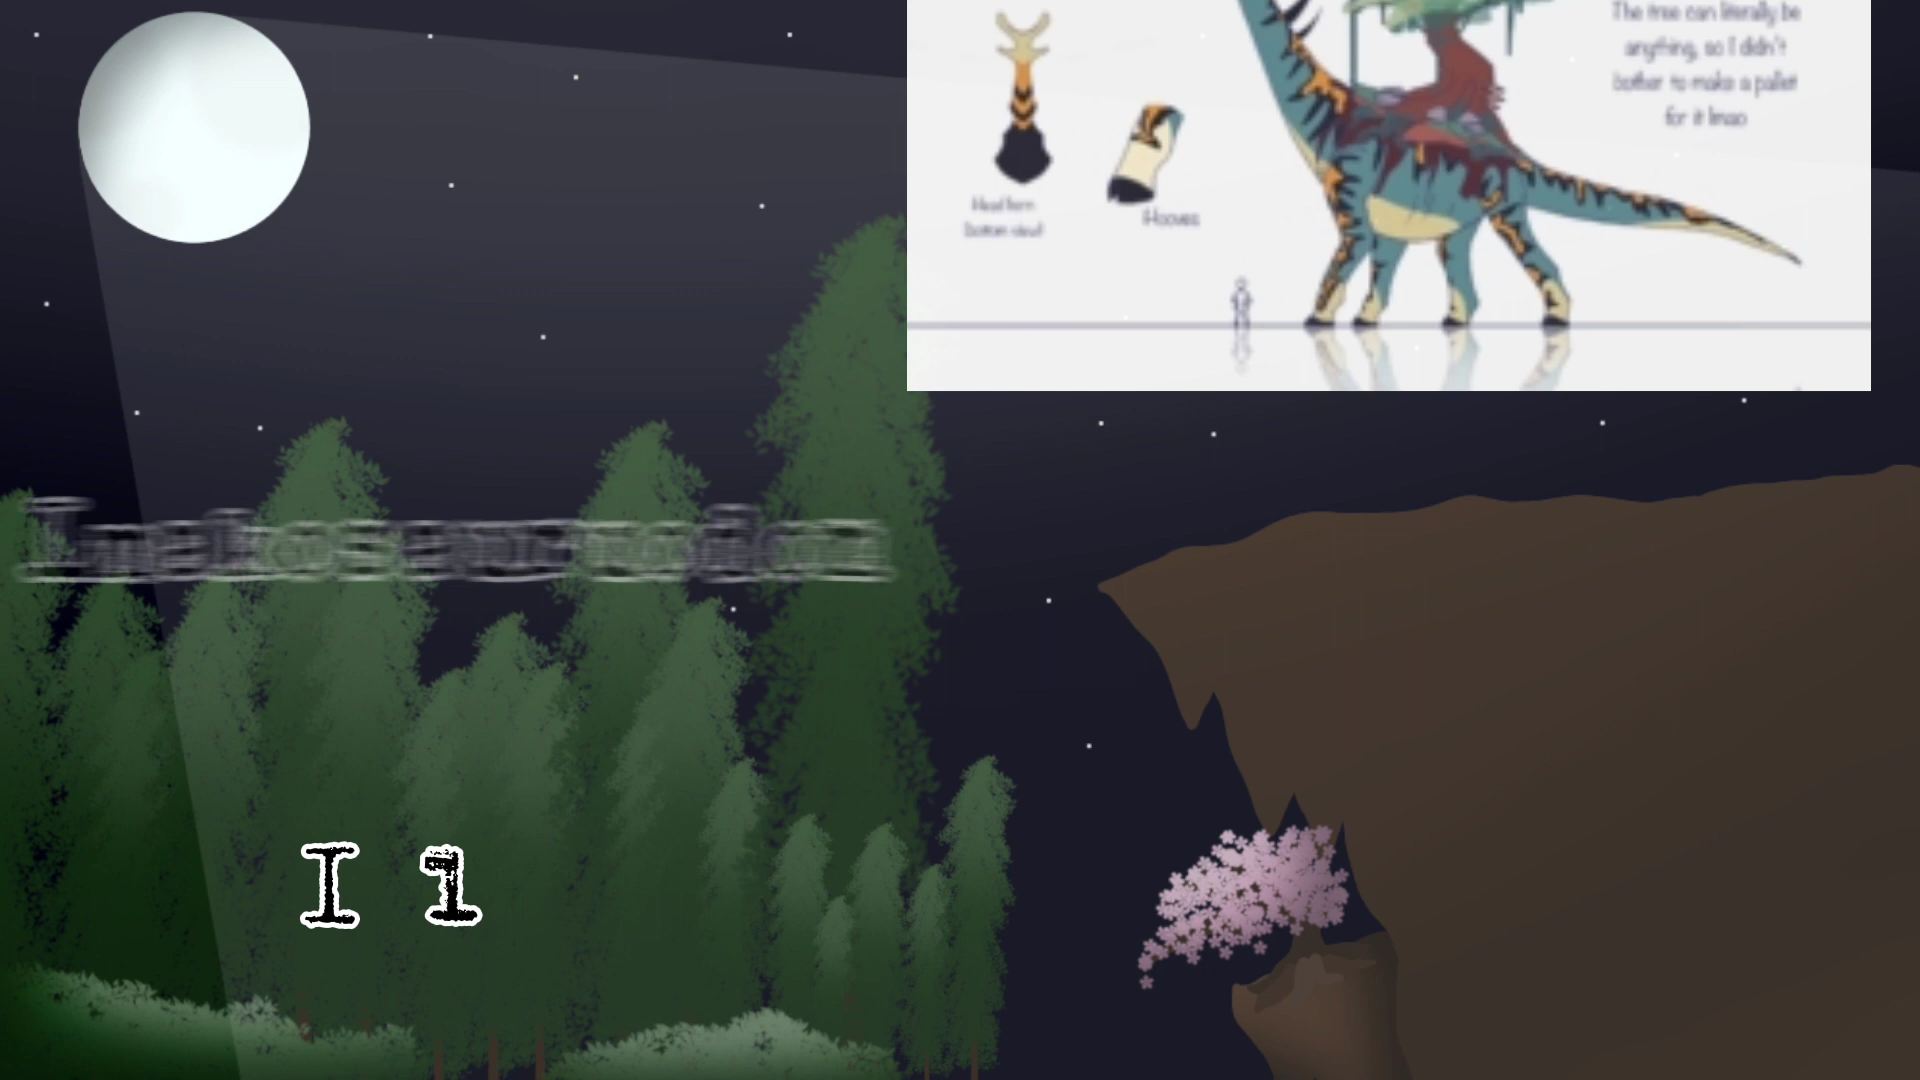 The tree can literally be
anything, so I didn't
bother to make a pallet
for it lmao
Head horn
bottom view
Hooves
I 1